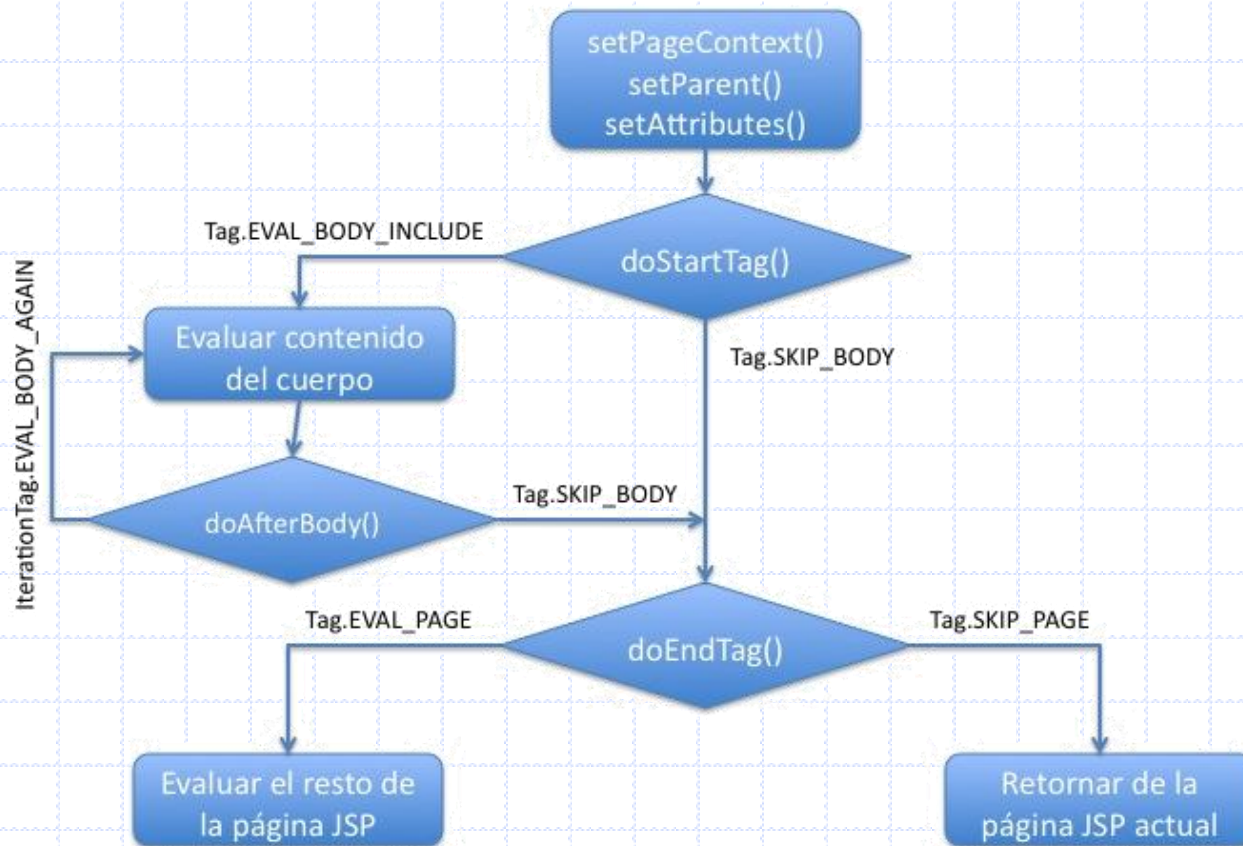 setPageContext()
setParent()
setAttributes()
Tag.EVAL_BODY_INCLUDE
doStartTag()
IterationTag.EVAL_BODY_AGAIN
Evaluar contenido
del cuerpo
Tag.SKIP_BODY
doAfterBody()
Tag.SKIP_BODY
Tag.EVAL_PAGE
doEndTag()
Tag.SKIP_PAGE
Evaluar el resto de
la página JSP
Retornar de la
página JSP actual